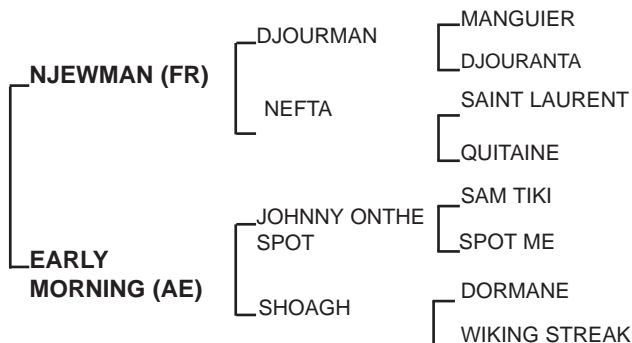 MANGUIER
DJOURMAN
DJOURANTA
NJEWMAN (FR)
SAINT LAURENT
NEFTA
QUITAINE
SAM TIKI
JOHNNY ONTHE
SPOT
SPOT ME
EARLY
MORNING (AE)
DORMANE
SHOAGH
WIKING STREAK